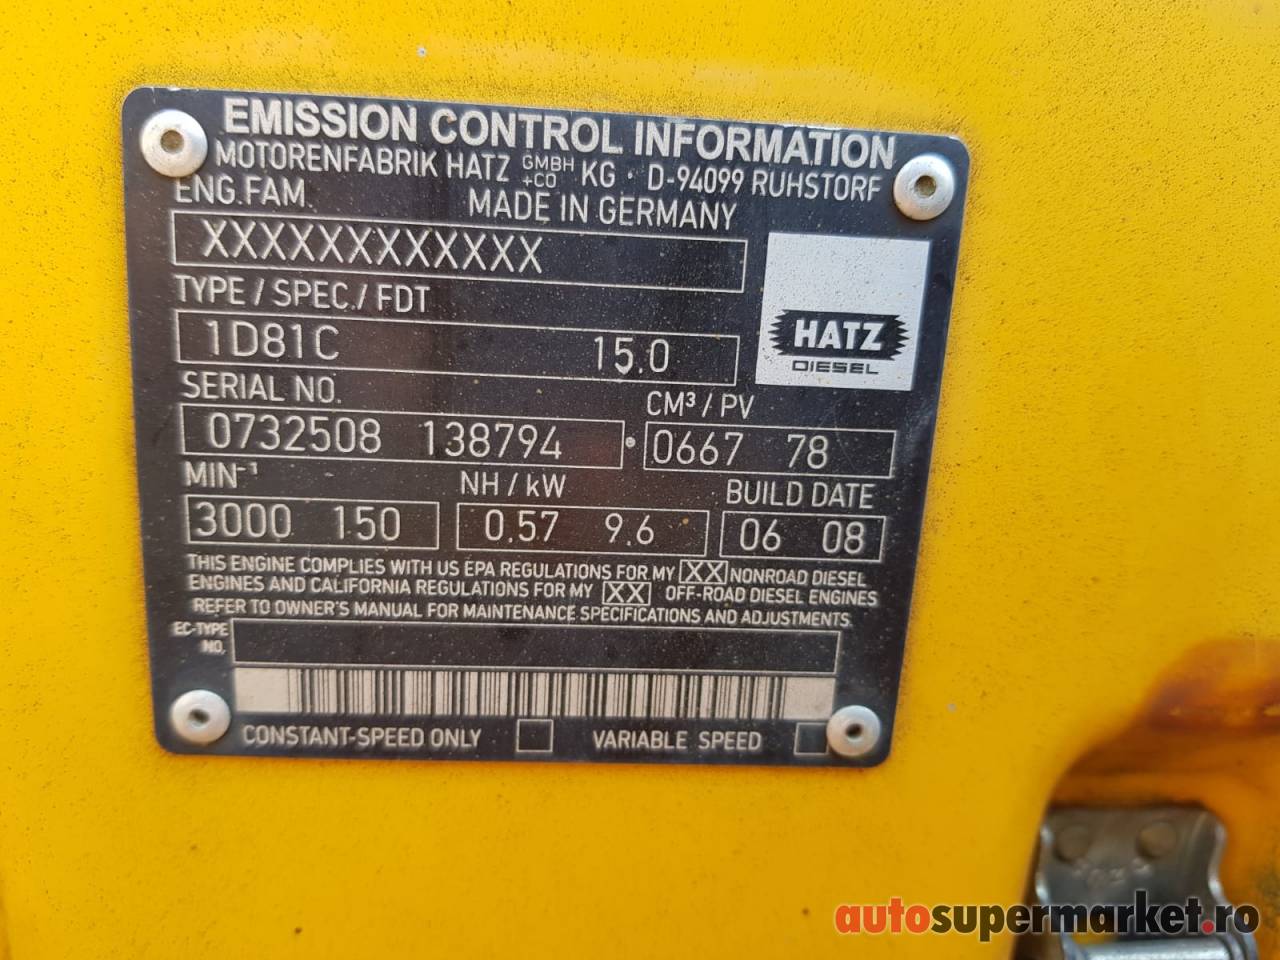 EMISSION CONTROL INFORMATION
MOTORENFABRIK HATZ GMBH +CO KG · D-94099 RUHSTORF
ENG.FAM. MADE IN GERMANY
XXXXXXXXXXXX
TYPE / SPEC. / FDT
1D81C 15.0
HATZ
DIESEL
SERIAL NO. CM³ / PV
0732508 138794 0667 78
MIN⁻¹ NH / kW BUILD DATE
3000 150 0.57 9.6 06 08
THIS ENGINE COMPLIES WITH US EPA REGULATIONS FOR MY XX NONROAD DIESEL
ENGINES AND CALIFORNIA REGULATIONS FOR MY XX OFF-ROAD DIESEL ENGINES
REFER TO OWNER'S MANUAL FOR MAINTENANCE SPECIFICATIONS AND ADJUSTMENTS
EC-TYPE
NO.
CONSTANT-SPEED ONLY VARIABLE SPEED
autosupermarket.ro